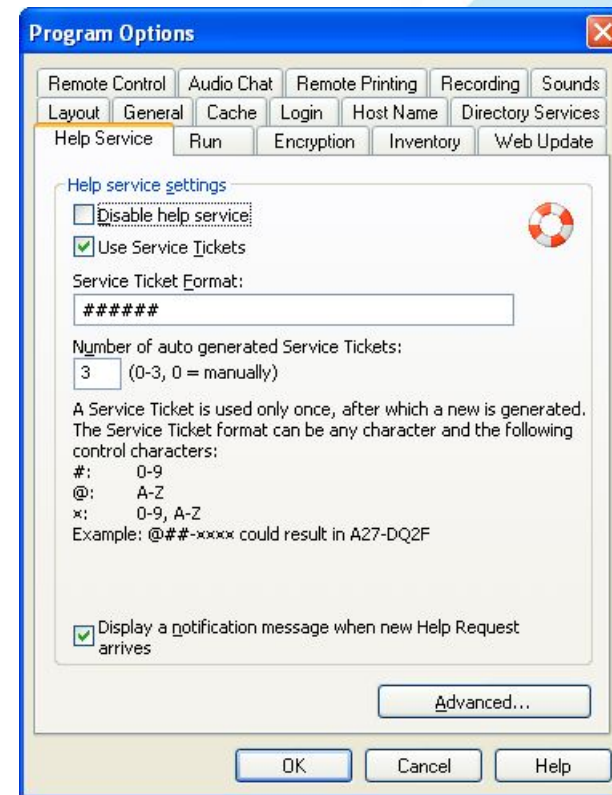 Program Options
Remote Control Audio Chat Remote Printing Recording Sounds
Layout General Cache Login Host Name Directory Services
Help Service Run Encryption Inventory Web Update
Help service settings
Disable help service
Use Service Tickets
Service Ticket Format:
######
Number of auto generated Service Tickets:
3 (0-3, 0 = manually)
A Service Ticket is used only once, after which a new is generated.
The Service Ticket format can be any character and the following
control characters:
#: 0-9
@: A-Z
×: 0-9, A-Z
Example: @##-×××× could result in A27-DQ2F
Display a notification message when new Help Request
arrives
Advanced...
OK Cancel Help